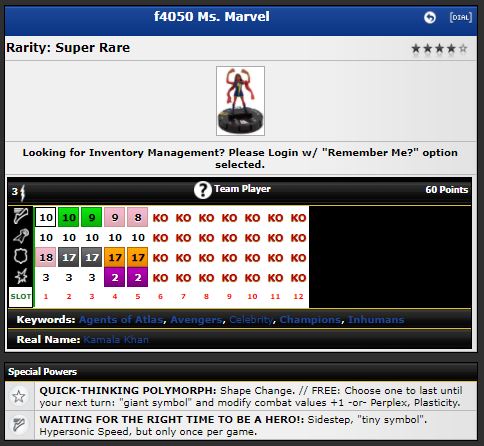 f4050 Ms. Marvel
[DIAL]
Rarity: Super Rare
Looking for Inventory Management? Please Login w/ "Remember Me?" option
selected.
3 ? Team Player 60 Points
10 10 9 9 8 KO KO KO KO KO KO KO
10 10 10 10 10 KO KO KO KO KO KO KO
18 17 17 17 17 KO KO KO KO KO KO KO
3 3 3 2 2 KO KO KO KO KO KO KO
SLOT 1 2 3 4 5 6 7 8 9 10 11 12
Keywords: Agents of Atlas, Avengers, Celebrity, Champions, Inhumans
Real Name: Kamala Khan
Special Powers
QUICK-THINKING POLYMORPH: Shape Change. // FREE: Choose one to last until
your next turn: "giant symbol" and modify combat values +1 -or- Perplex, Plasticity.
WAITING FOR THE RIGHT TIME TO BE A HERO!: Sidestep, "tiny symbol".
Hypersonic Speed, but only once per game.